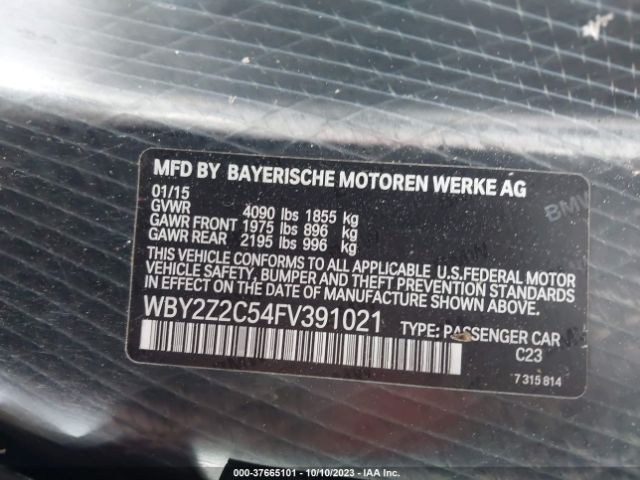 MFD BY BAYERISCHE MOTOREN WERKE AG
01/15
GVWR 4090 lbs 1855 kg
GAWR FRONT 1975 lbs 896 kg
GAWR REAR 2195 lbs 996 kg
THIS VEHICLE CONFORMS TO ALL APPLICABLE U.S.FEDERAL MOTOR
VEHICLE SAFETY, BUMPER AND THEFT PREVENTION STANDARDS
IN EFFECT ON THE DATE OF MANUFACTURE SHOWN ABOVE.
WBY2Z2C54FV391021 TYPE: PASSENGER CAR
C23
7 315 814
BMW
000-37665101 - 10/10/2023 - IAA Inc.